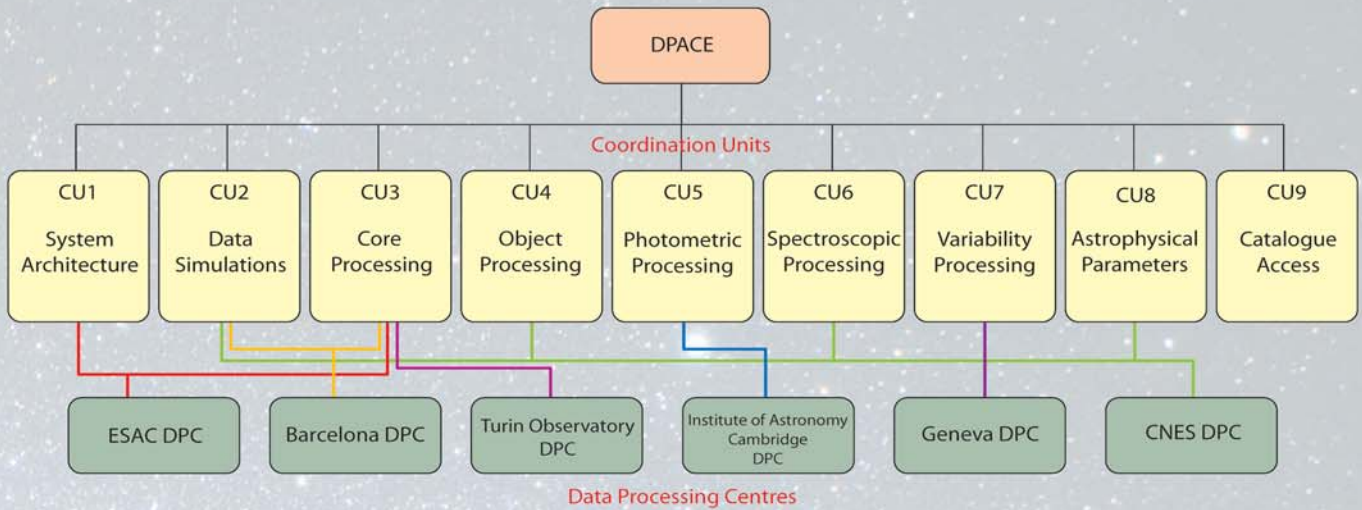 DPACE
Coordination Units
CU1
System
Architecture
CU2
Data
Simulations
CU3
Core
Processing
CU4
Object
Processing
CU5
Photometric
Processing
CU6
Spectroscopic
Processing
CU7
Variability
Processing
CU8
Astrophysical
Parameters
CU9
Catalogue
Access
ESAC DPC
Barcelona DPC
Turin Observatory
DPC
Institute of Astronomy
Cambridge
DPC
Geneva DPC
CNES DPC
Data Processing Centres